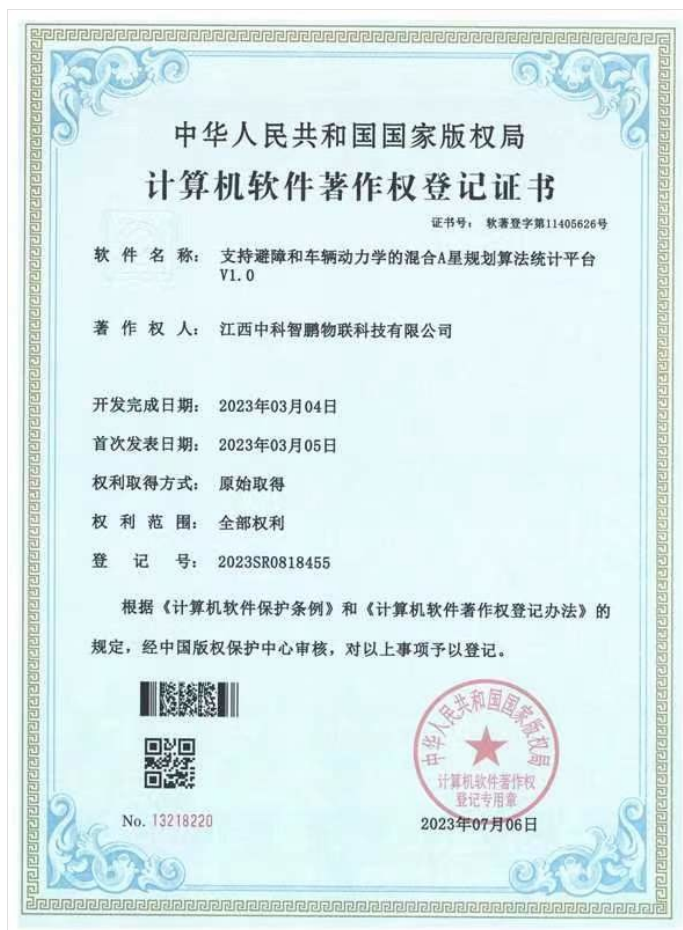 中华人民共和国国家版权局
计算机软件著作权登记证书
证书号： 软著登字第11405626号
软件名称： 支持避障和车辆动力学的混合A星规划算法统计平台
V1.0
著作权人： 江西中科智鹏物联科技有限公司
开发完成日期： 2023年03月04日
首次发表日期： 2023年03月05日
权利取得方式： 原始取得
权利范围： 全部权利
登记号： 2023SR0818455
根据《计算机软件保护条例》和《计算机软件著作权登记办法》的
规定，经中国版权保护中心审核，对以上事项予以登记。
中华人民共和国国家版权局
计算机软件著作权
登记专用章
No. 13218220
2023年07月06日